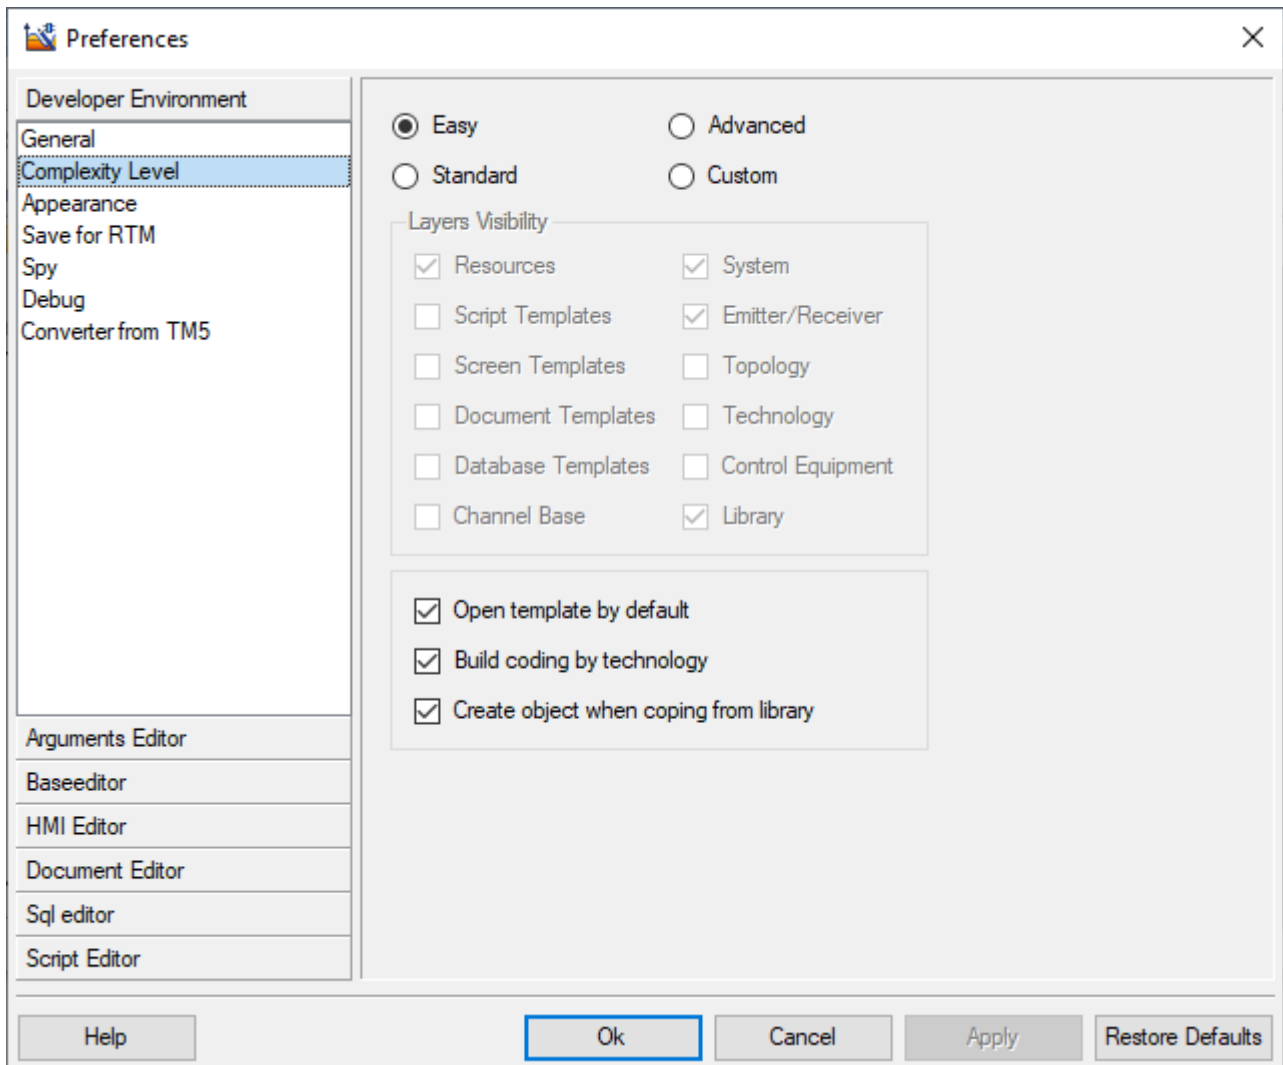 Preferences
Developer Environment
General
Complexity Level
Appearance
Save for RTM
Spy
Debug
Converter from TM5
Arguments Editor
Baseeditor
HMI Editor
Document Editor
Sql editor
Script Editor
Easy
Advanced
Standard
Custom
Layers Visibility
Resources
System
Script Templates
Emitter/Receiver
Screen Templates
Topology
Document Templates
Technology
Database Templates
Control Equipment
Channel Base
Library
Open template by default
Build coding by technology
Create object when coping from library
Help
Ok
Cancel
Apply
Restore Defaults